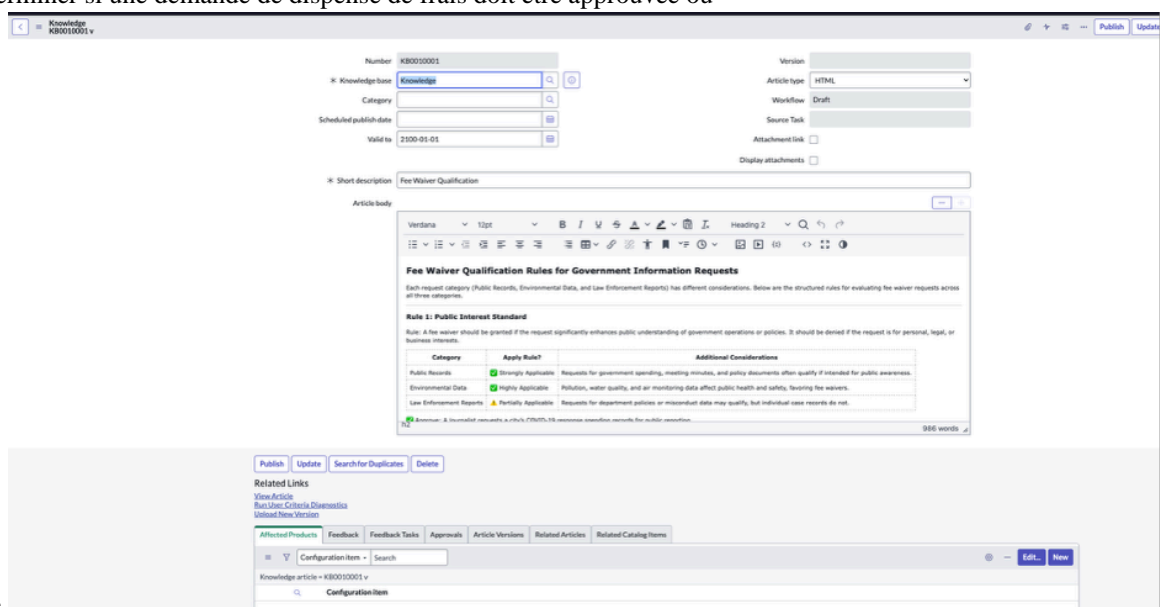 déterminer si une demande de dispense de frais doit être approuvée ou
Knowledge
KB0010001 v
Publish Update
Number KB0010001
Version
Knowledge base Knowledge
Article type HTML
Category
Workflow Draft
Scheduled publish date
Source Task
Valid to 2100-01-01
Attachment link
Display attachments
Short description Fee Waiver Qualification
Article body
Verdana 12pt B I U S A Heading 2
Fee Waiver Qualification Rules for Government Information Requests
Each request category (Public Records, Environmental Data, and Law Enforcement Reports) has different considerations. Below are the structured rules for evaluating fee waiver requests across
all three categories.
Rule 1: Public Interest Standard
Rule: A fee waiver should be granted if the request significantly enhances public understanding of government operations or policies. It should be denied if the request is for personal, legal, or
business interests.
Category Apply Rule? Additional Considerations
Public Records ✅ Strongly Applicable Requests for government spending, meeting minutes, and policy documents often qualify if intended for public awareness.
Environmental Data ✅ Highly Applicable Pollution, water quality, and air monitoring data affect public health and safety, favoring fee waivers.
Law Enforcement Reports ⚠️ Partially Applicable Requests for department policies or misconduct data may qualify, but individual case records do not.
✅ Approve: A journalist requests a city's COVID-19 response spending records for public reporting.
h2 986 words
Publish Update Search for Duplicates Delete
Related Links
View Article
Run User Criteria Diagnostics
Upload New Version
Affected Products Feedback Feedback Tasks Approvals Article Versions Related Articles Related Catalog Items
Configuration item Search
Edit... New
Knowledge article = KB0010001 v
Configuration item